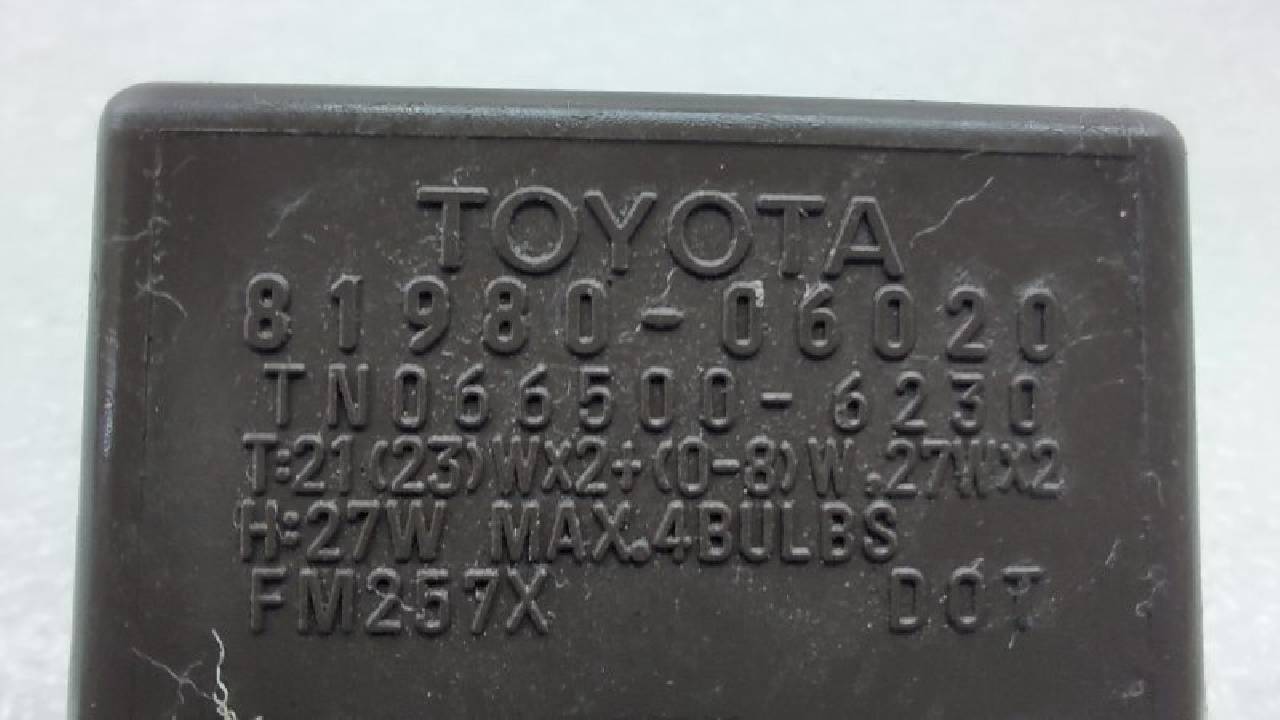 TOYOTA
81980-06020
TN066500-6230
T:21(23)WX2+(0-8)W.27WX2
H:27W MAX.4BULBS
FM257X DOT